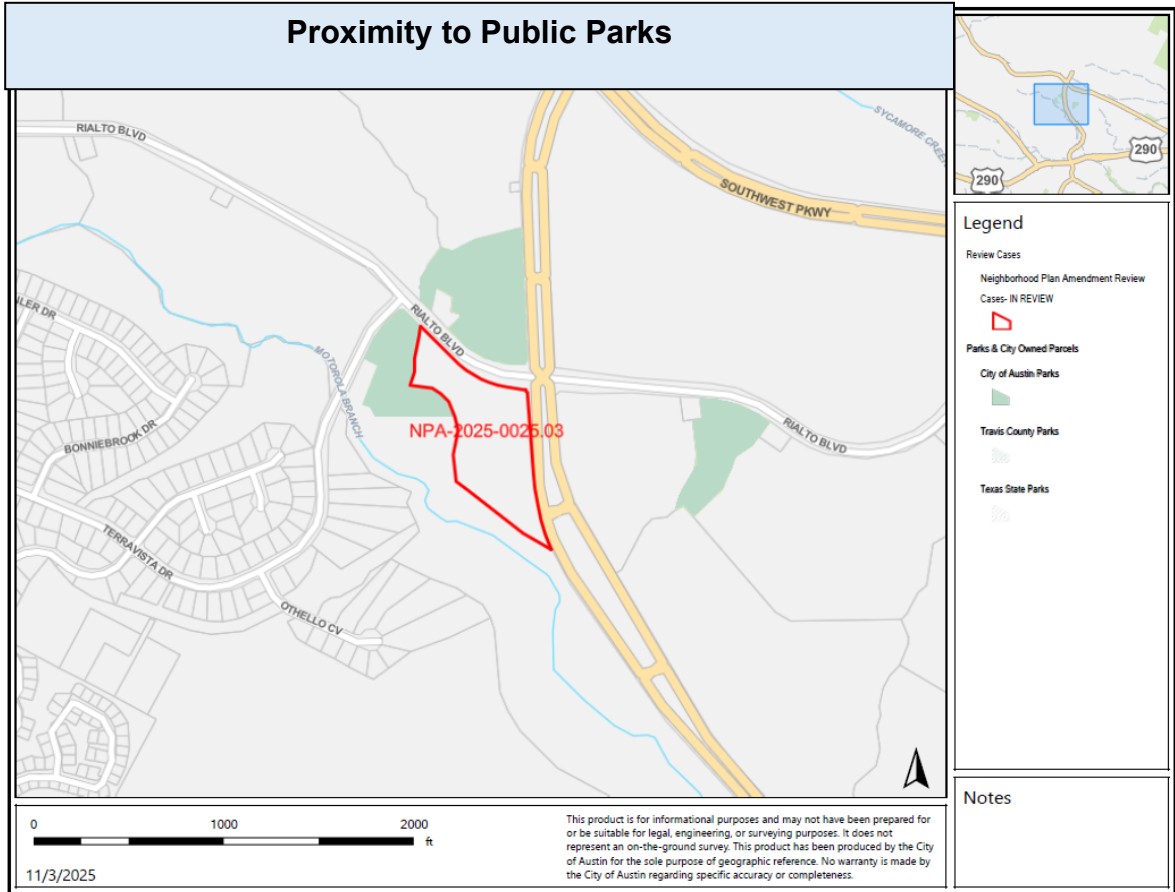 Proximity to Public Parks
RIALTO BLVD
SYCAMORE CREEK
SOUTHWEST PKWY
RIALTO BLVD
MOTOROLA BRANCH
NPA-2025-0025.03
RIALTO BLVD
BONNIEBROOK DR
TERRAVISTA DR
OTHELLO CV
290
290
Legend
Review Cases
Neighborhood Plan Amendment Review
Cases- IN REVIEW
Parks & City Owned Parcels
City of Austin Parks
Travis County Parks
Texas State Parks
Notes
0 1000 2000
ft
11/3/2025
This product is for informational purposes and may not have been prepared for
or be suitable for legal, engineering, or surveying purposes. It does not
represent an on-the-ground survey. This product has been produced by the City
of Austin for the sole purpose of geographic reference. No warranty is made by
the City of Austin regarding specific accuracy or completeness.